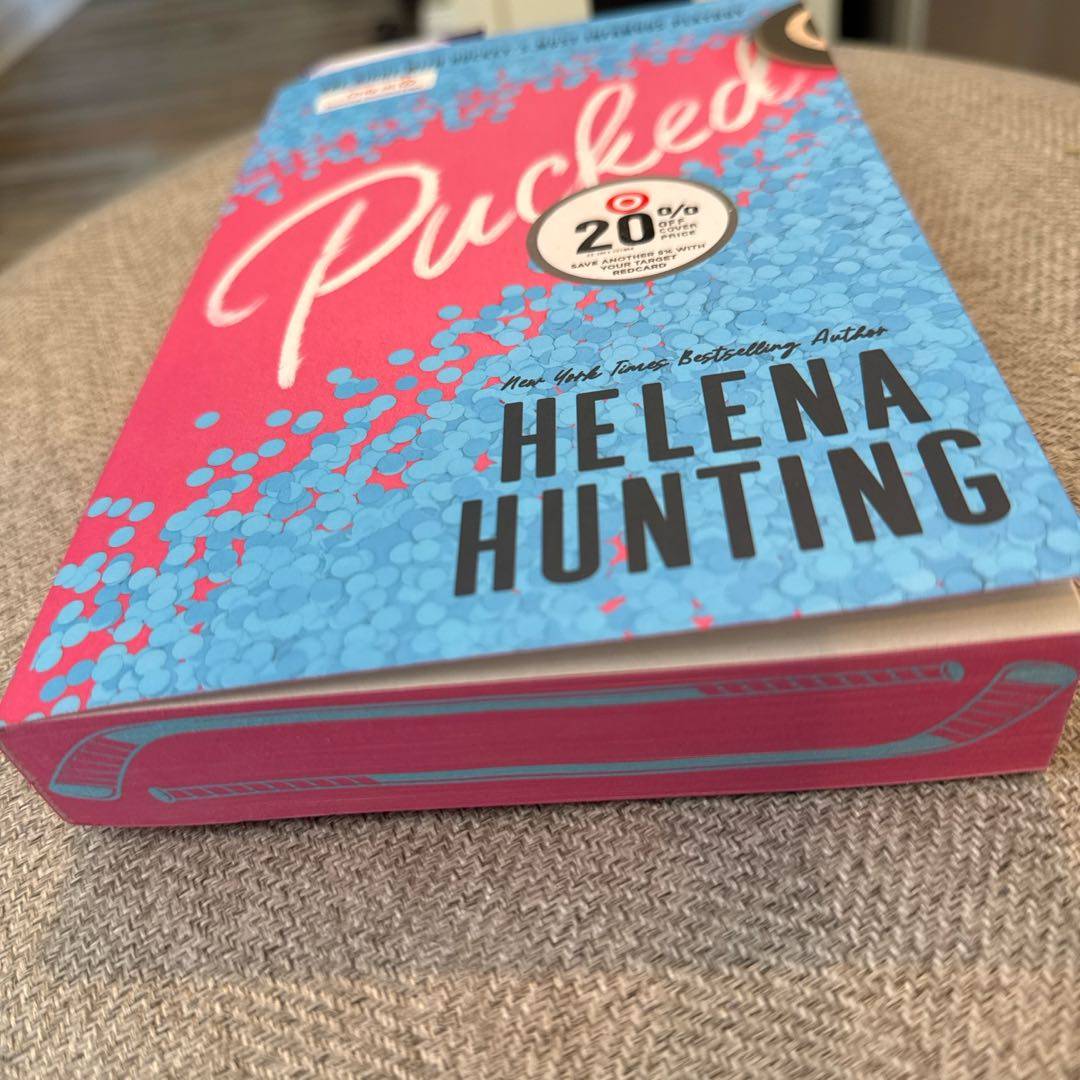 Pucked
20%
OFF
COVER
PRICE
SAVE ANOTHER 5% WITH
YOUR TARGET
REDCARD
New York Times Bestselling Author
HELENA
HUNTING